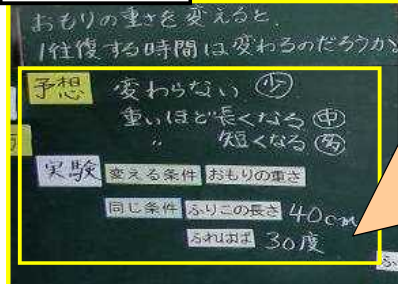 おもりの重さを変えると、
1往復する時間は変わるのだろうか。
予想 変わらない 少
重いほど長くなる 中
〃 短くなる 多
実験 変える条件 おもりの重さ
同じ条件 ふりこの長さ 40cm
ふれはば 30度
ふ